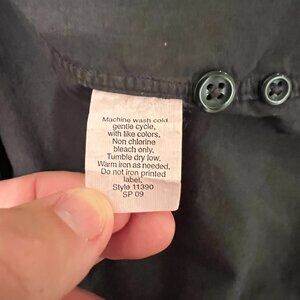 Machine wash cold
gentle cycle,
with like colors.
Non chlorine
bleach only.
Tumble dry low.
Warm iron as needed.
Do not iron printed
label.
Style 11390
SP 09